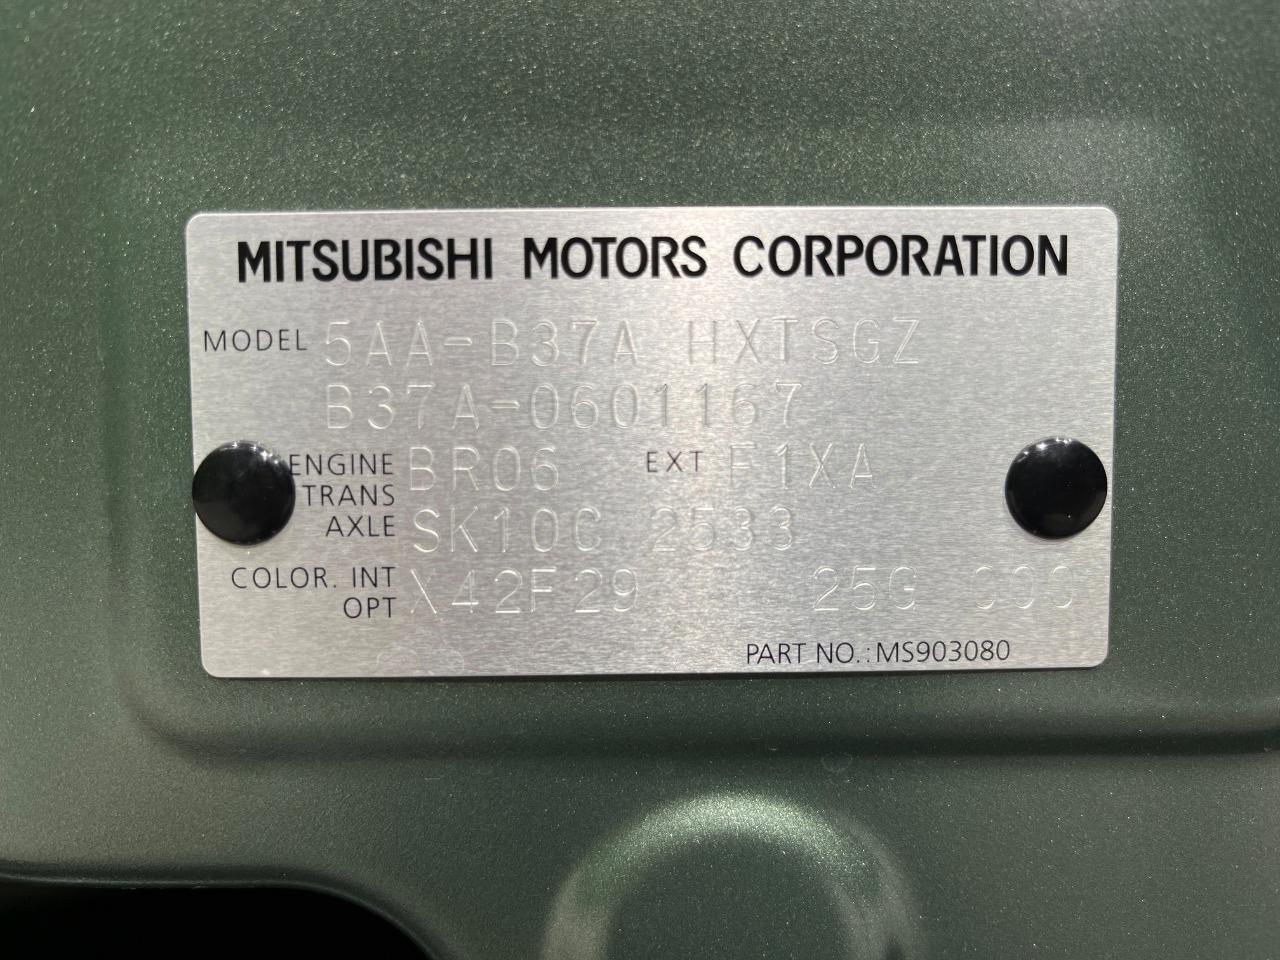 MITSUBISHI MOTORS CORPORATION
MODEL 5AA-B37A HXTSGZ
B37A-0601167
ENGINE BR06 EXT F1XA
TRANS
AXLE SK10C 2533
COLOR. INT
OPT X42F29 25G 000
PART NO.: MS903080